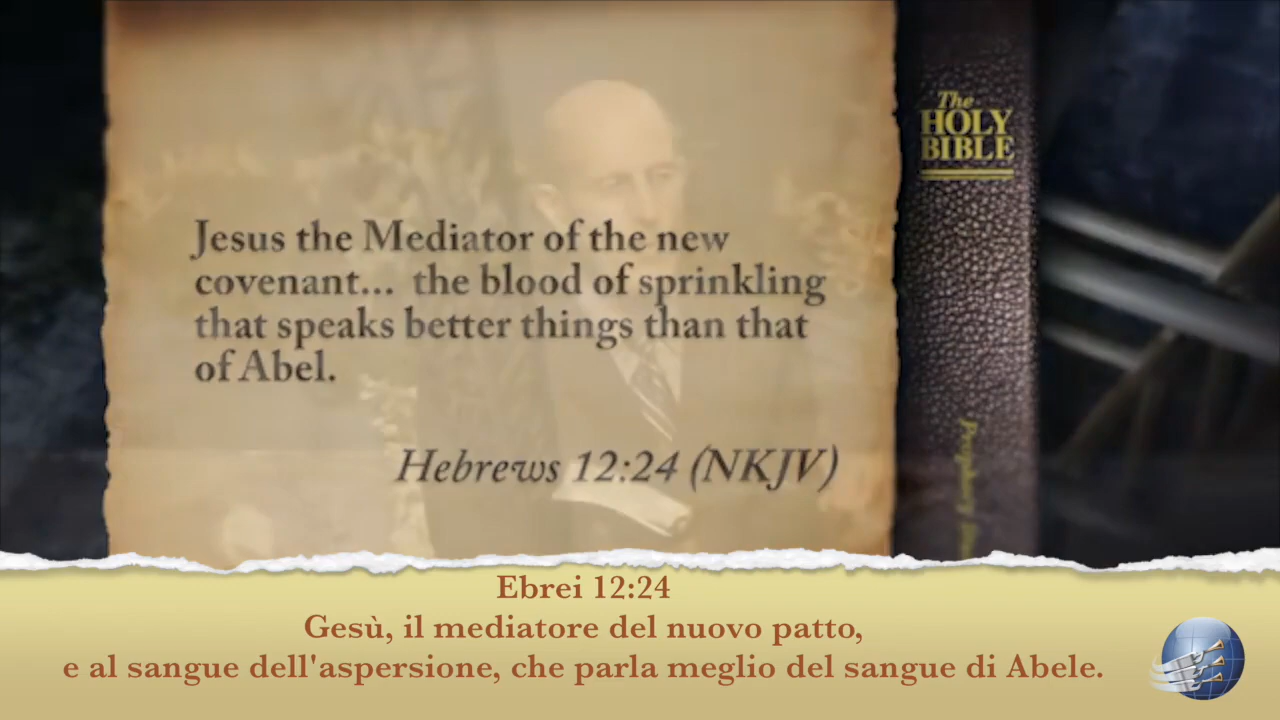 The
HOLY
BIBLE
Jesus the Mediator of the new
covenant... the blood of sprinkling
that speaks better things than that
of Abel.
Hebrews 12:24 (NKJV)
Ebrei 12:24
Gesù, il mediatore del nuovo patto,
e al sangue dell'aspersione, che parla meglio del sangue di Abele.